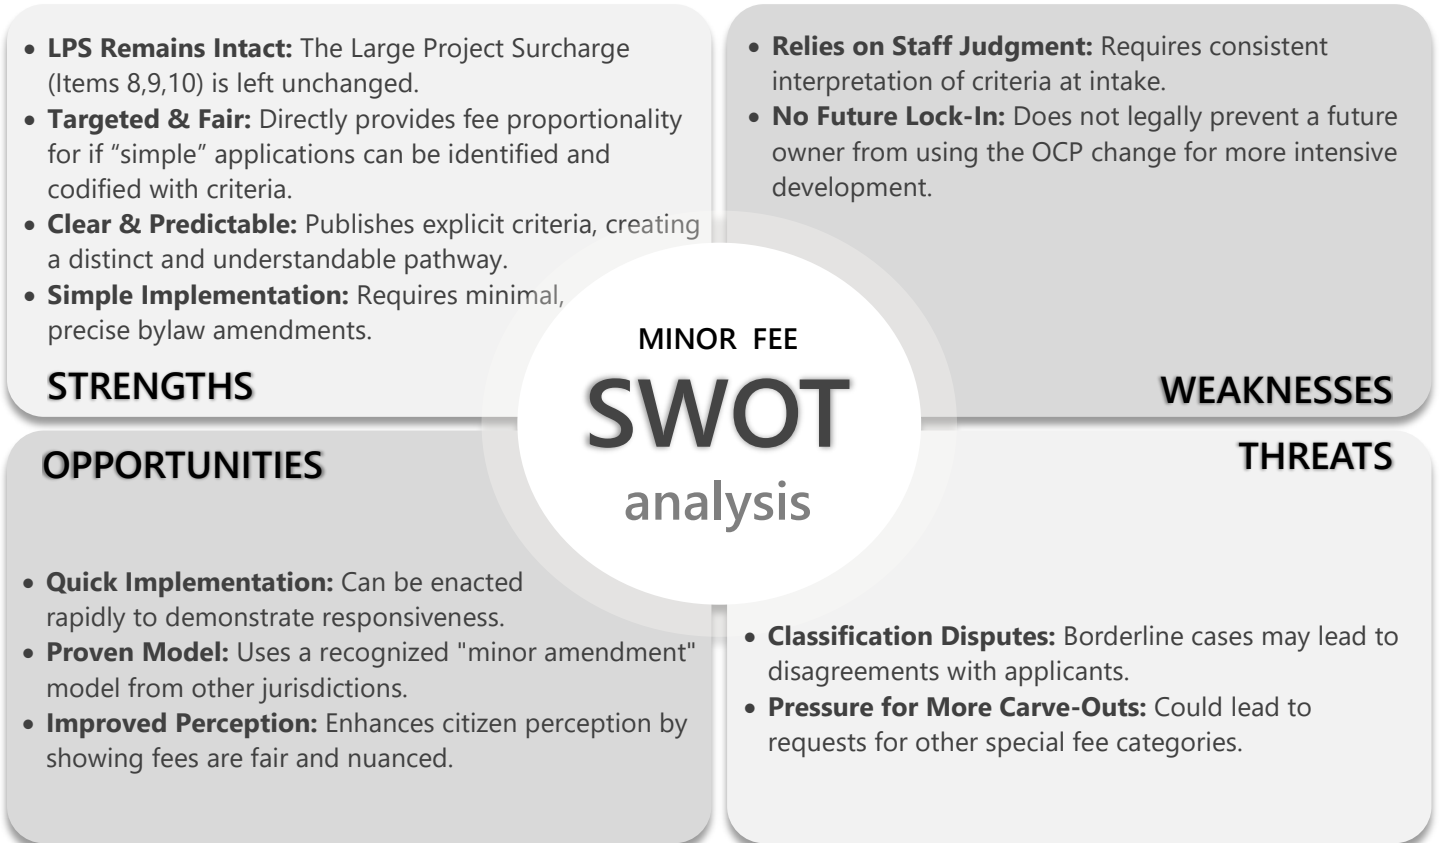 • LPS Remains Intact: The Large Project Surcharge
(Items 8,9,10) is left unchanged.
• Targeted & Fair: Directly provides fee proportionality
for if “simple” applications can be identified and
codified with criteria.
• Clear & Predictable: Publishes explicit criteria, creating
a distinct and understandable pathway.
• Simple Implementation: Requires minimal,
precise bylaw amendments.
STRENGTHS
• Relies on Staff Judgment: Requires consistent
interpretation of criteria at intake.
• No Future Lock-In: Does not legally prevent a future
owner from using the OCP change for more intensive
development.
WEAKNESSES
MINOR FEE
SWOT
analysis
OPPORTUNITIES
• Quick Implementation: Can be enacted
rapidly to demonstrate responsiveness.
• Proven Model: Uses a recognized "minor amendment"
model from other jurisdictions.
• Improved Perception: Enhances citizen perception by
showing fees are fair and nuanced.
THREATS
• Classification Disputes: Borderline cases may lead to
disagreements with applicants.
• Pressure for More Carve-Outs: Could lead to
requests for other special fee categories.